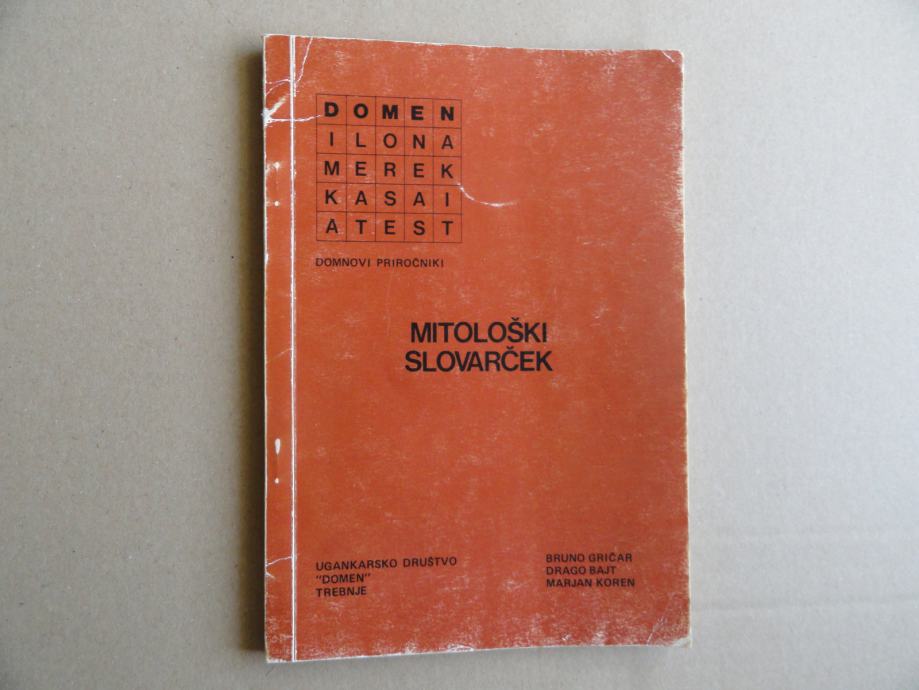 DOMEN
ILONA
MEREK
KASAI
ATEST
DOMNOVI PRIROČNIKI
MITOLOŠKI
SLOVARČEK
UGANKARSKO DRUŠTVO
"DOMEN"
TREBNJE
BRUNO GRIČAR
DRAGO BAJT
MARJAN KOREN